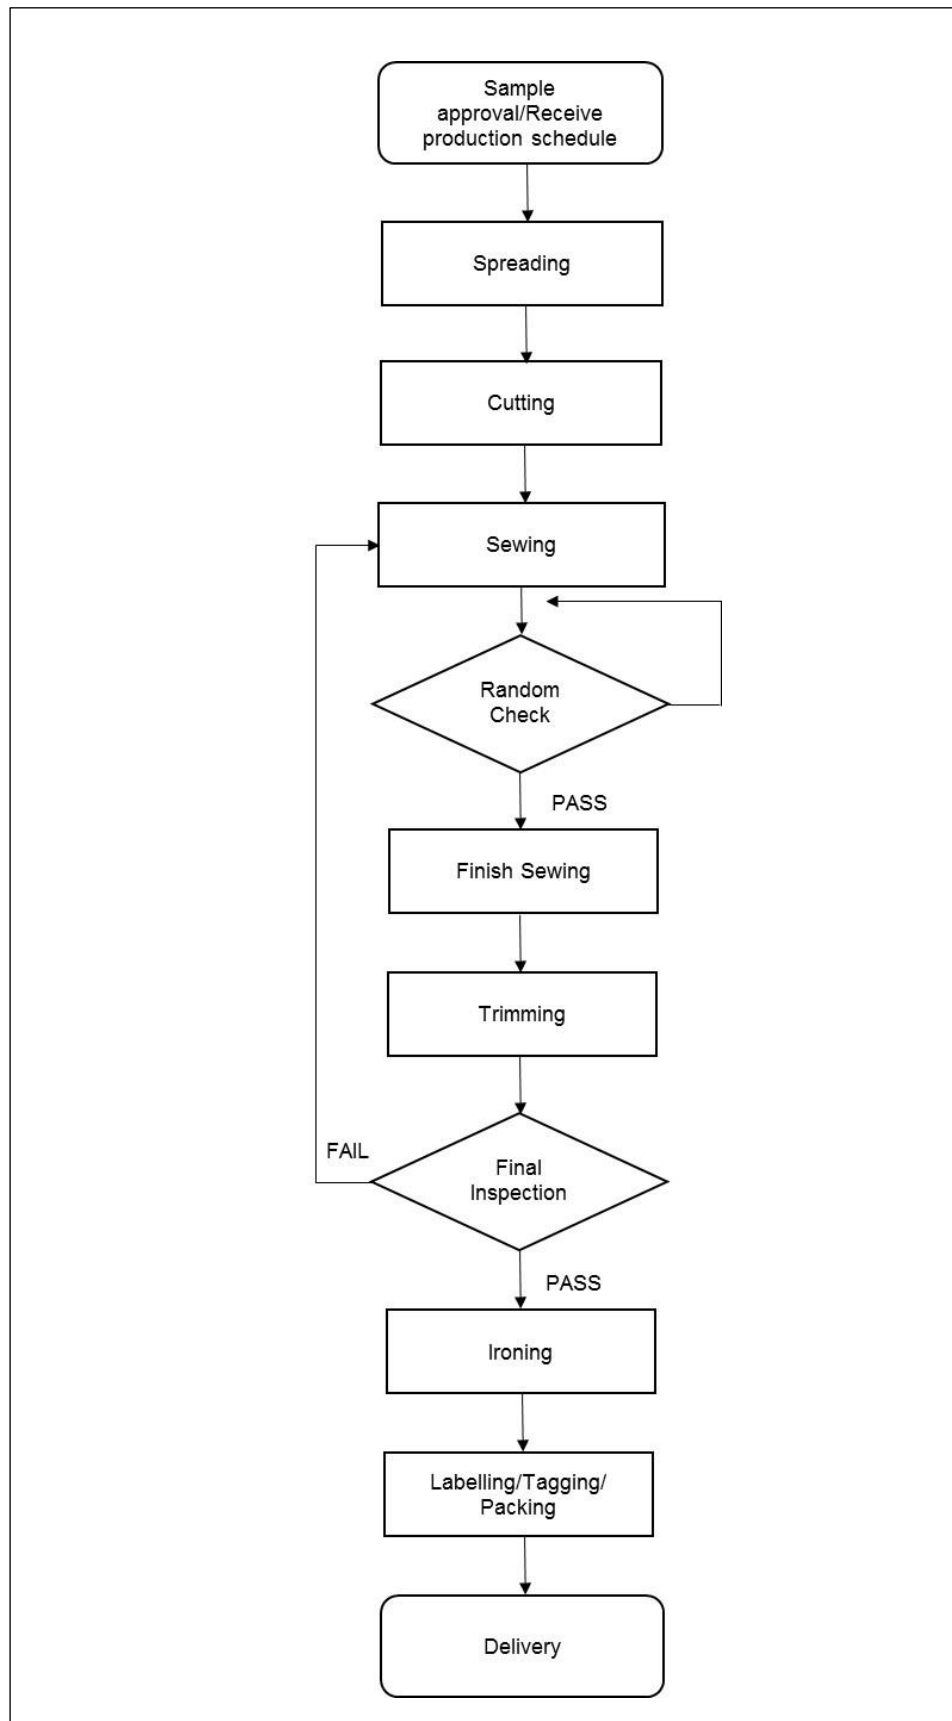 Sample
approval/Receive
production schedule
Spreading
Cutting
Sewing
Random
Check
PASS
Finish Sewing
Trimming
FAIL
Final
Inspection
PASS
Ironing
Labelling/Tagging/
Packing
Delivery